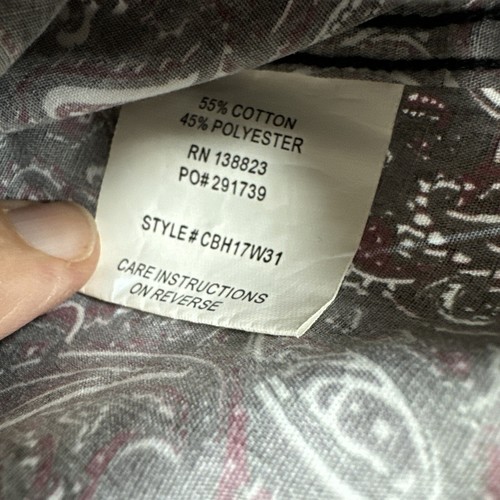 55% COTTON
45% POLYESTER
RN 138823
PO# 291739
STYLE# CBH17W31
CARE INSTRUCTIONS
ON REVERSE